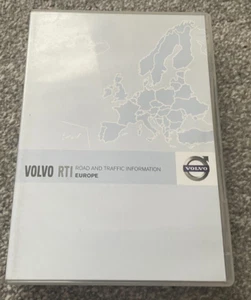 VOLVO RTI ROAD AND TRAFFIC INFORMATION
EUROPE
VOLVO